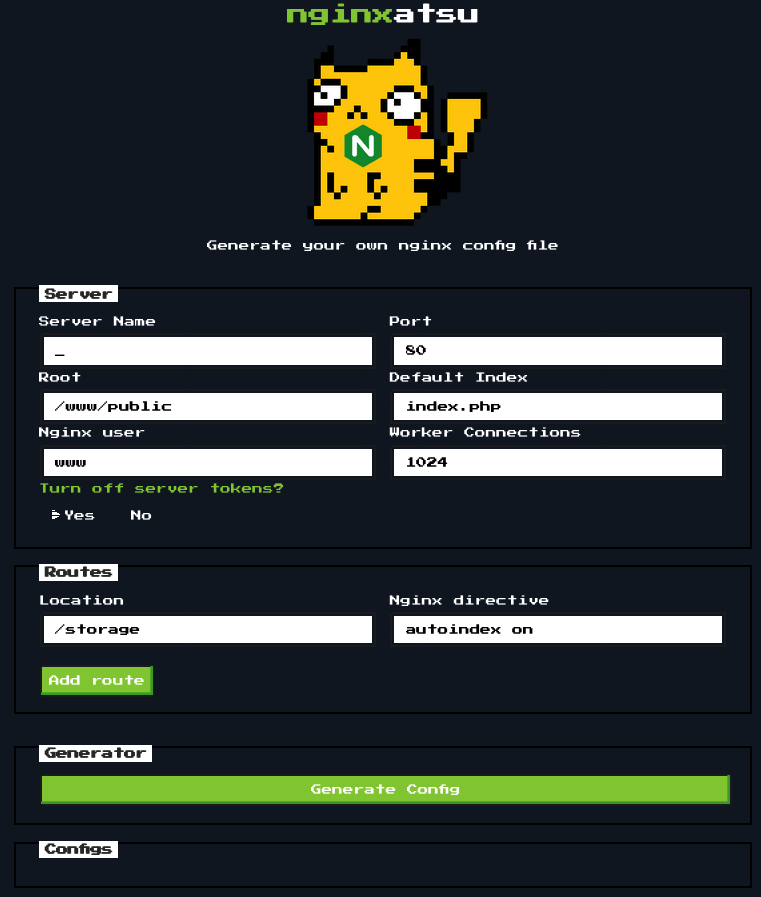 nginxatsu
N
Generate your own nginx config file
Server
Server Name Port
_ 80
Root Default Index
/www/public index.php
Nginx user Worker Connections
www 1024
Turn off server tokens?
Yes No
Routes
Location Nginx directive
/storage autoindex on
Add route
Generator
Generate Config
Configs